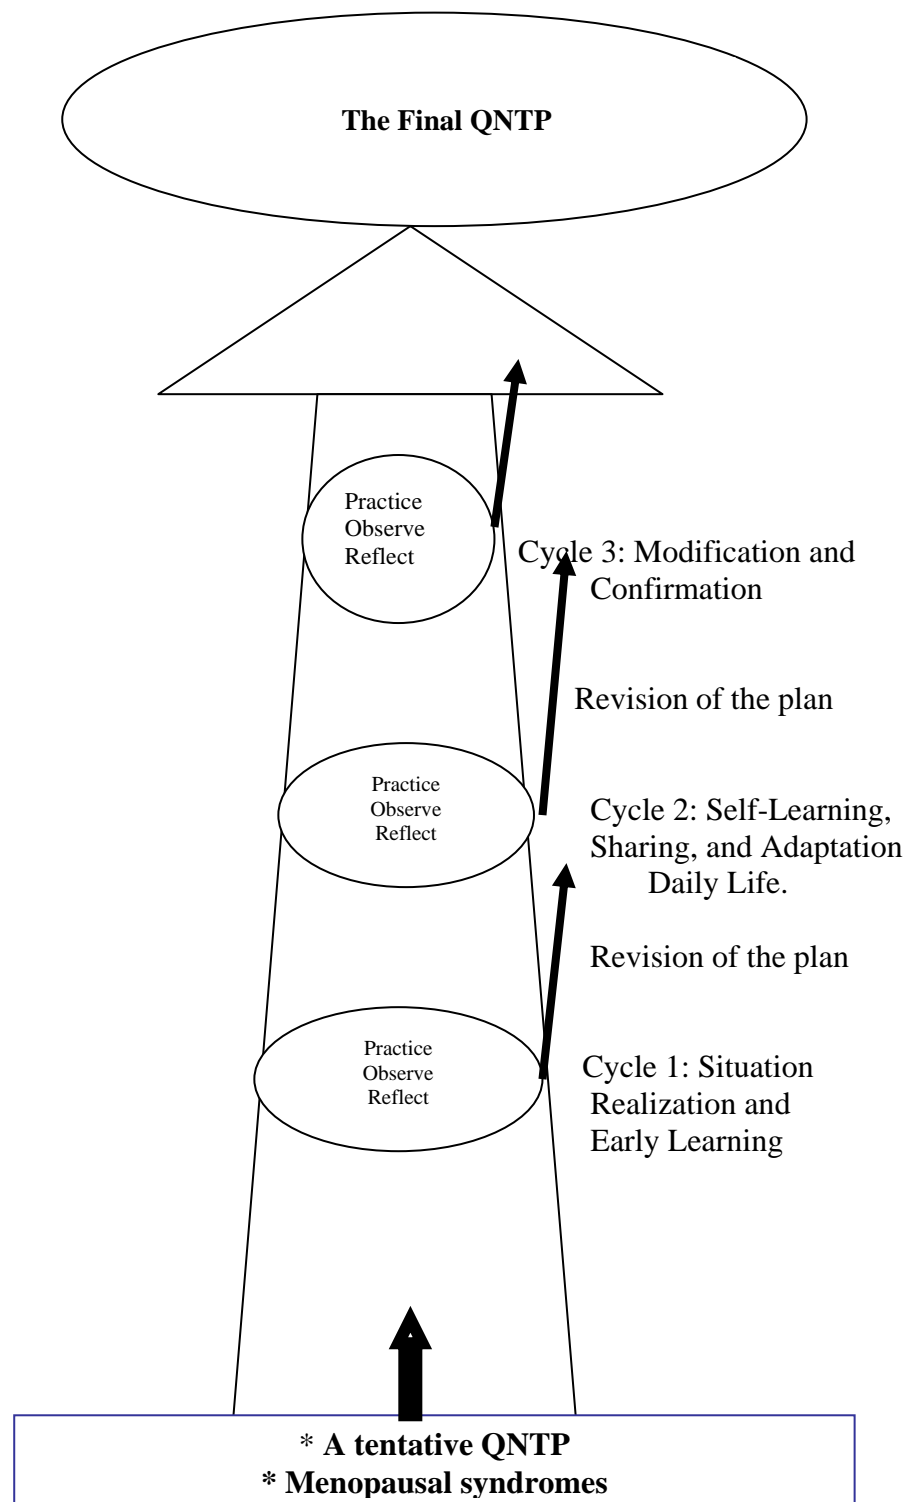 The Final QNTP
Practice
Observe
Reflect
Cycle 3: Modification and
Confirmation
Revision of the plan
Practice
Observe
Reflect
Cycle 2: Self-Learning,
Sharing, and Adaptation
Daily Life.
Revision of the plan
Practice
Observe
Reflect
Cycle 1: Situation
Realization and
Early Learning
* A tentative QNTP
* Menopausal syndromes